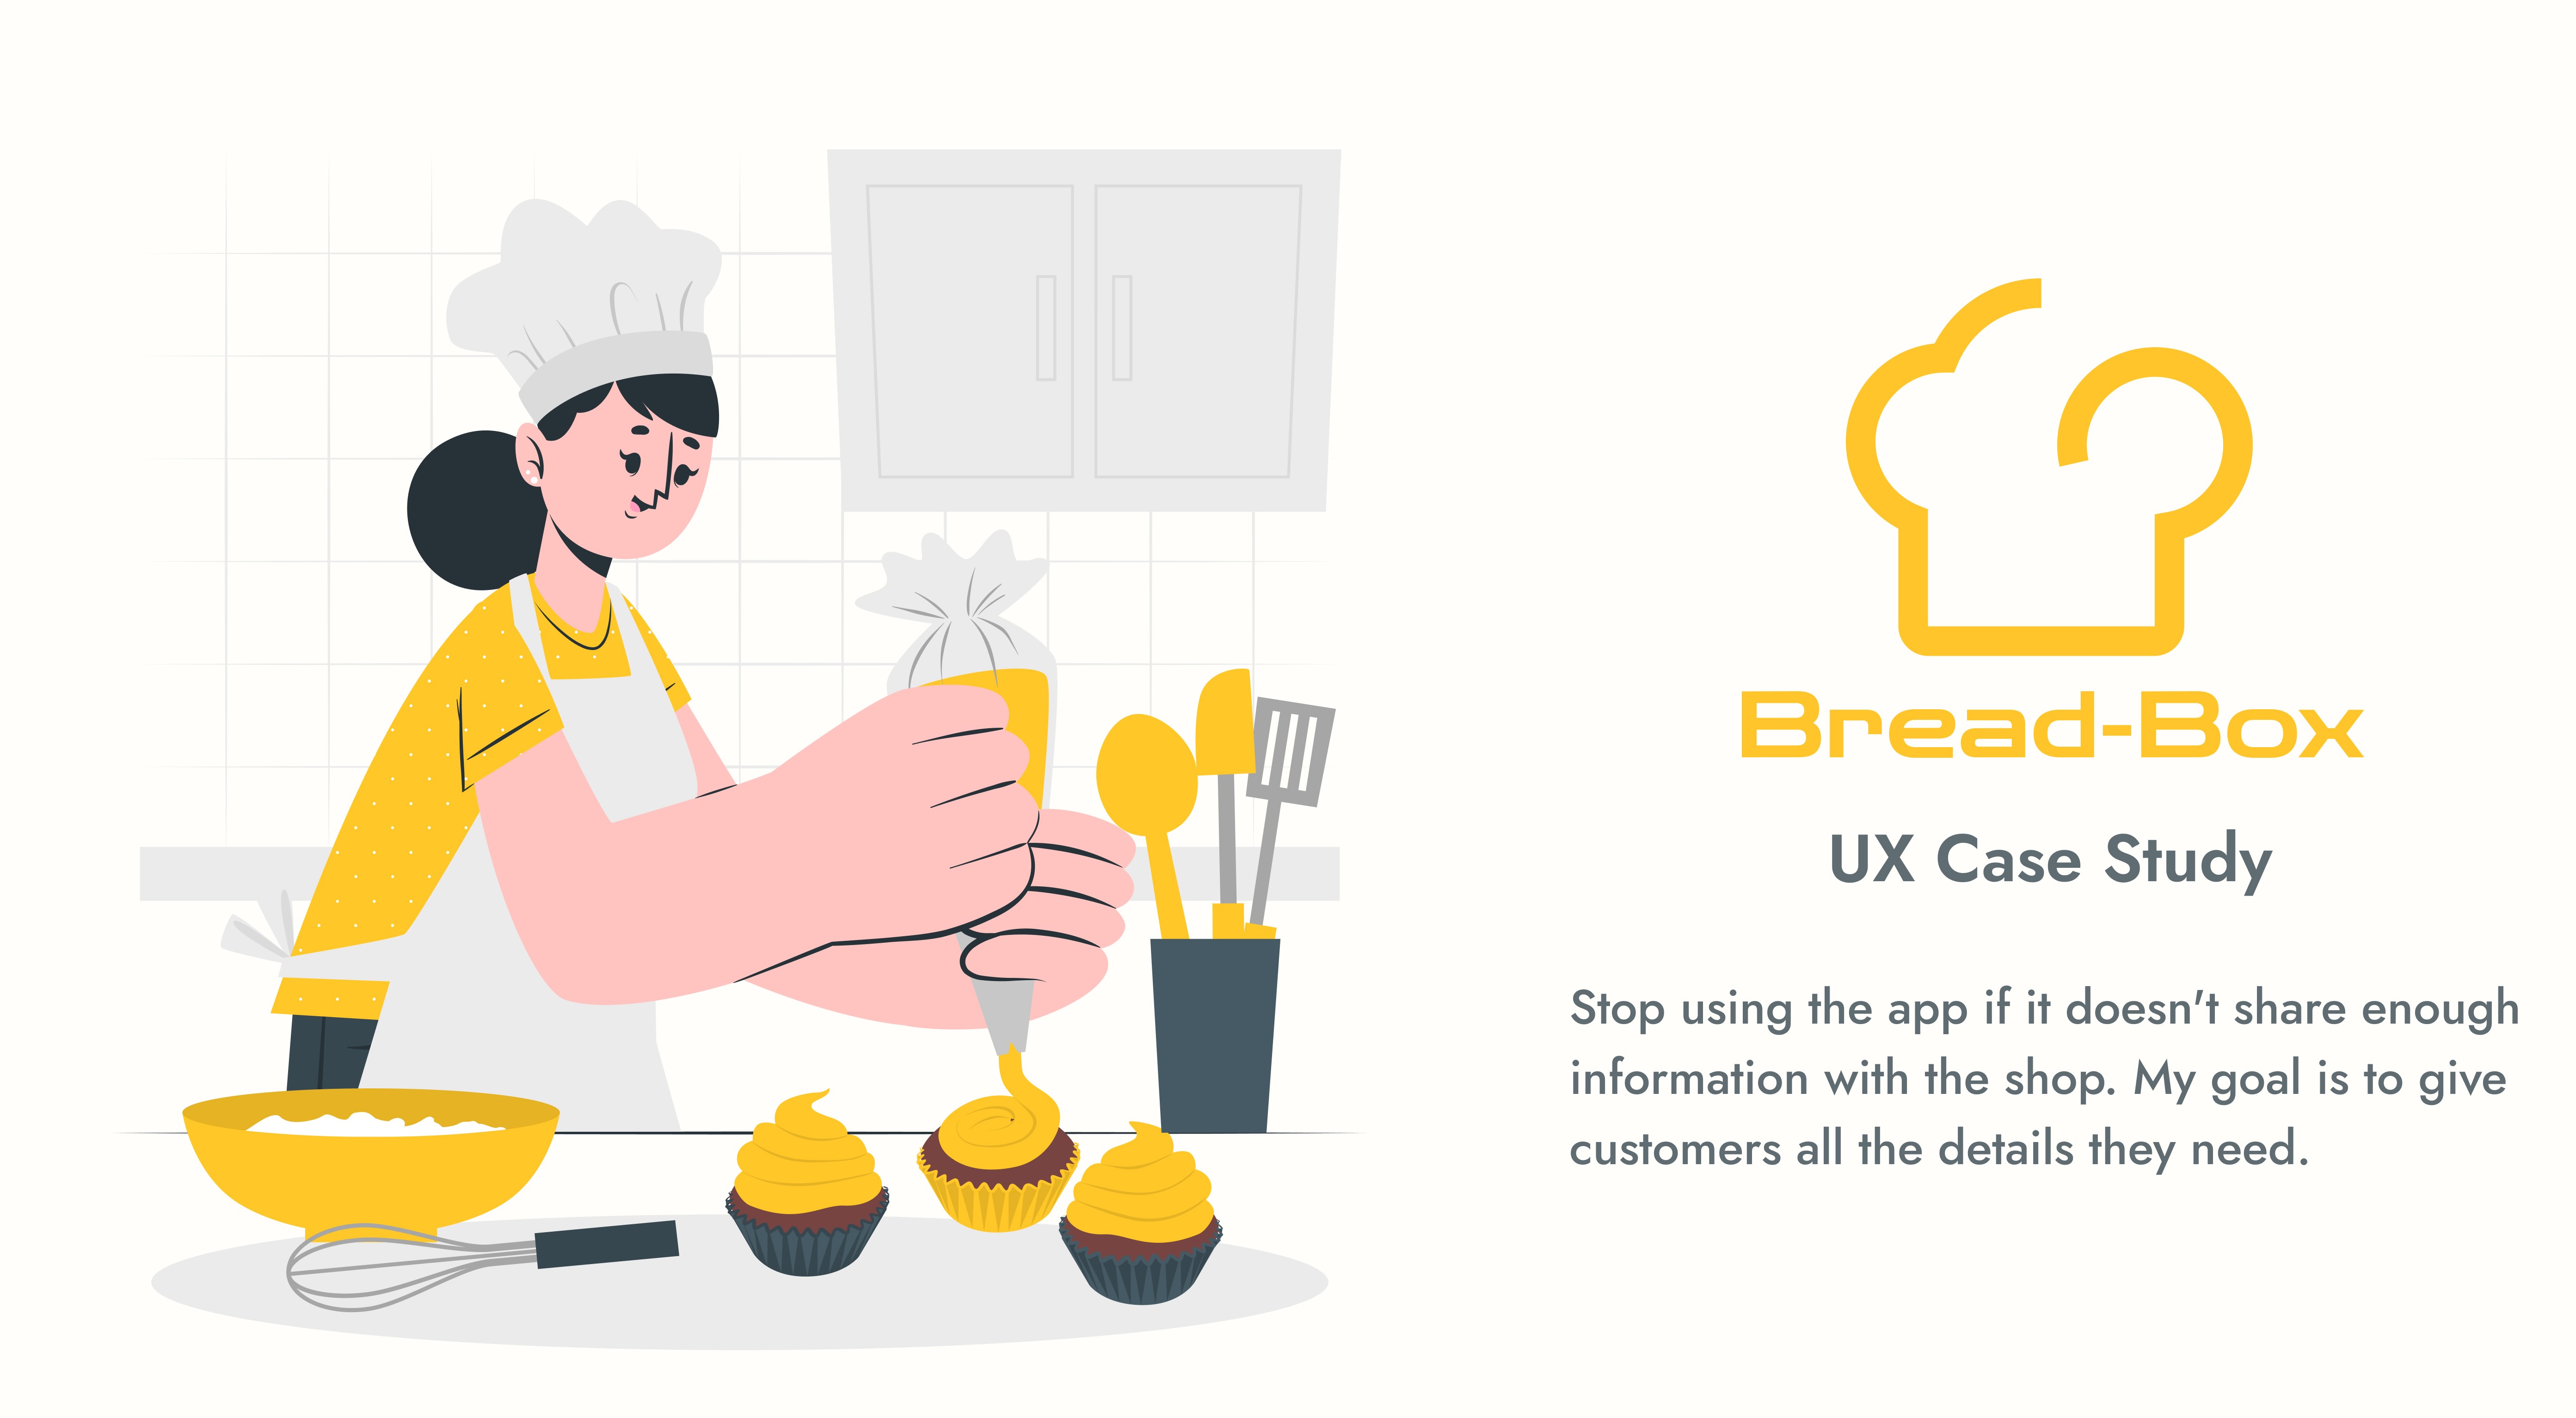 Bread-Box
UX Case Study
Stop using the app if it doesn't share enough
information with the shop. My goal is to give
customers all the details they need.